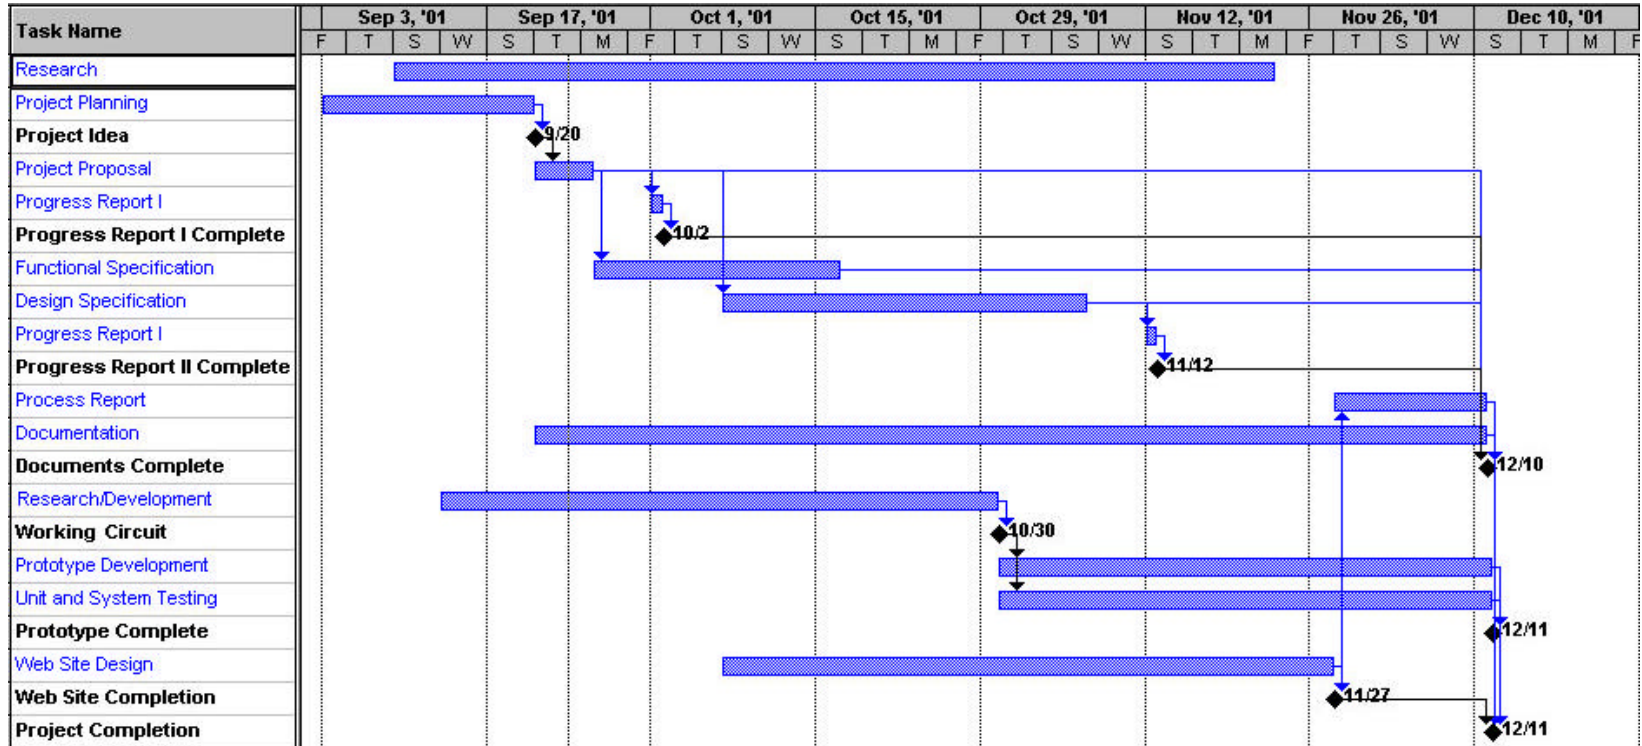 Task Name
Sep 3, '01 Sep 17, '01 Oct 1, '01 Oct 15, '01 Oct 29, '01 Nov 12, '01 Nov 26, '01 Dec 10, '01
F T S W S T M F T S W S T M F T S W S T M F T S W S T M F
Research
Project Planning
Project Idea 9/20
Project Proposal
Progress Report I
Progress Report I Complete 10/2
Functional Specification
Design Specification
Progress Report I
Progress Report II Complete 11/12
Process Report
Documentation
Documents Complete 12/10
Research/Development
Working Circuit 10/30
Prototype Development
Unit and System Testing
Prototype Complete 12/11
Web Site Design
Web Site Completion 11/27
Project Completion 12/11